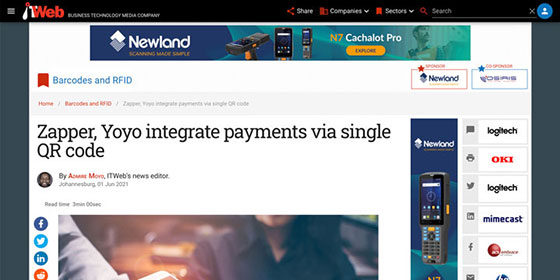 ITWeb BUSINESS TECHNOLOGY MEDIA COMPANY
Share Companies Sectors Search
Newland
SCANNING MADE SIMPLE
N7 Cachalot Pro
EXPLORE
Barcodes and RFID
SPONSOR
Newland
CO-SPONSOR
OSIRIS
Home / Barcodes and RFID / Zapper, Yoyo integrate payments via single QR code
Zapper, Yoyo integrate payments via single
QR code
By Admire Moyo, ITWeb's news editor.
Johannesburg, 01 Jun 2021
Read time 3min 00sec
Newland
logitech
OKI
logitech
mimecast